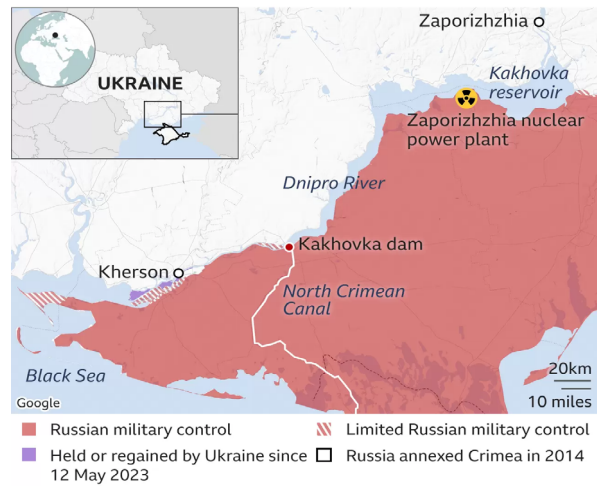 Zaporizhzhia
UKRAINE
Kakhovka
reservoir
Zaporizhzhia nuclear
power plant
Dnipro River
Kakhovka dam
Kherson
North Crimean
Canal
Black Sea
20km
10 miles
Google
Russian military control
Limited Russian military control
Held or regained by Ukraine since
12 May 2023
Russia annexed Crimea in 2014